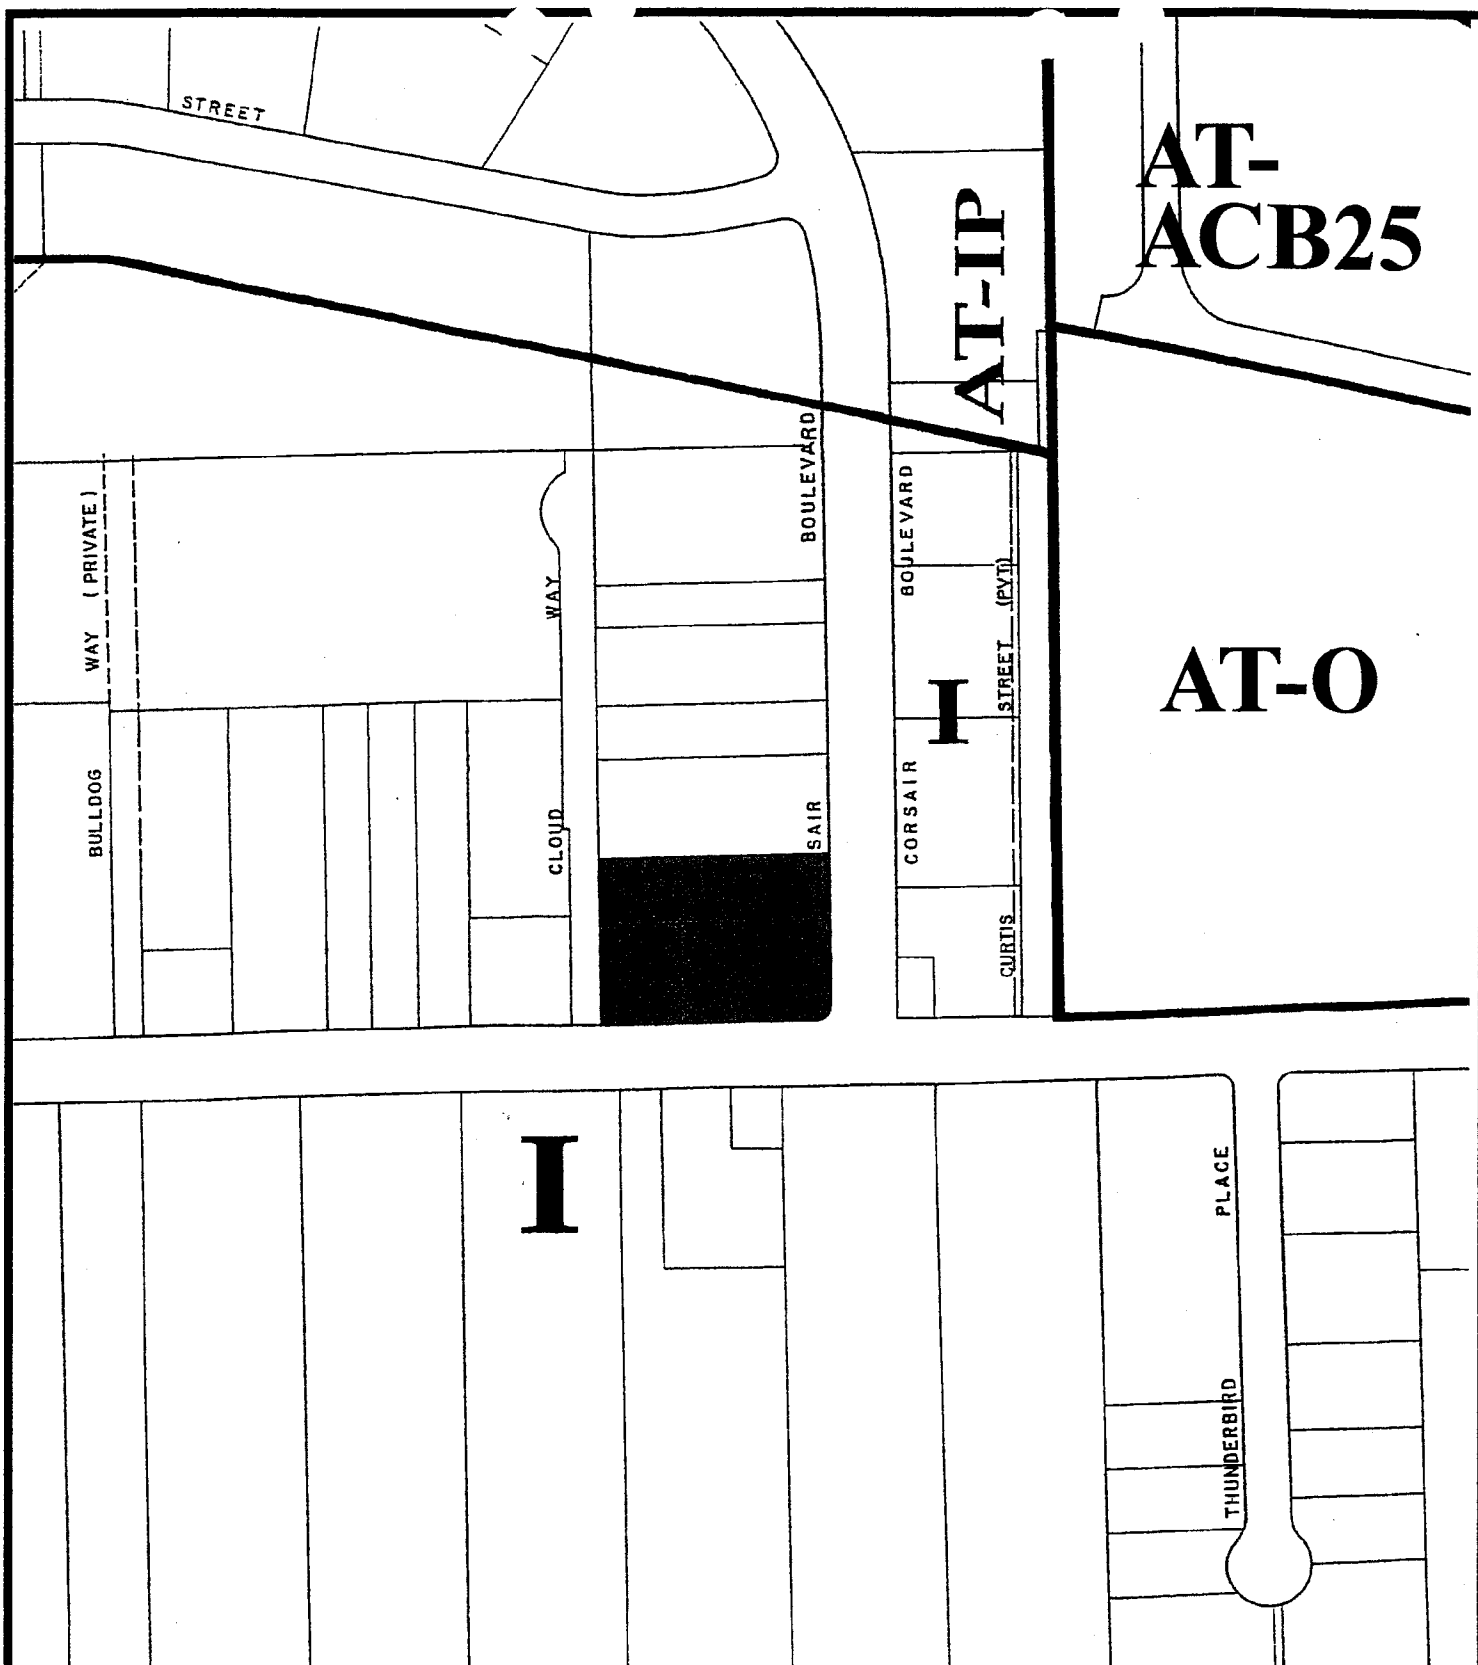 STREET
AT-
ACB25
AT-IP
BOULEVARD
BOULEVARD
WAY (PRIVATE)
WAY
STREET (PVT)
I
AT-O
BULLDOG
CLOUD
SAIR
CORSAIR
CURTIS
I
PLACE
THUNDERBIRD